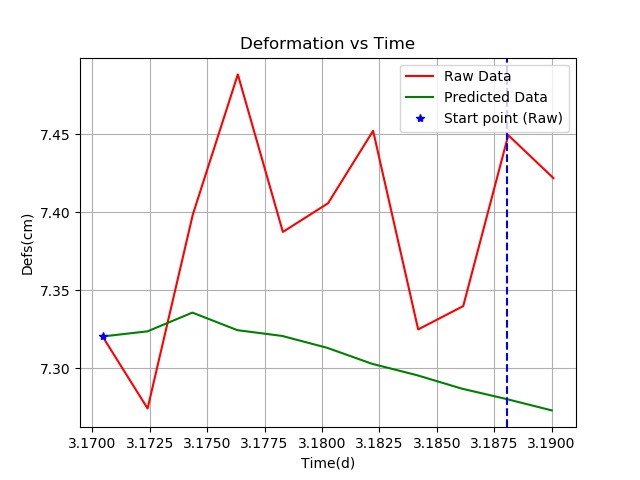 Deformation vs Time
Raw Data
Predicted Data
Start point (Raw)
7.45
7.40
7.35
7.30
Defs(cm)
3.1700 3.1725 3.1750 3.1775 3.1800 3.1825 3.1850 3.1875 3.1900
Time(d)